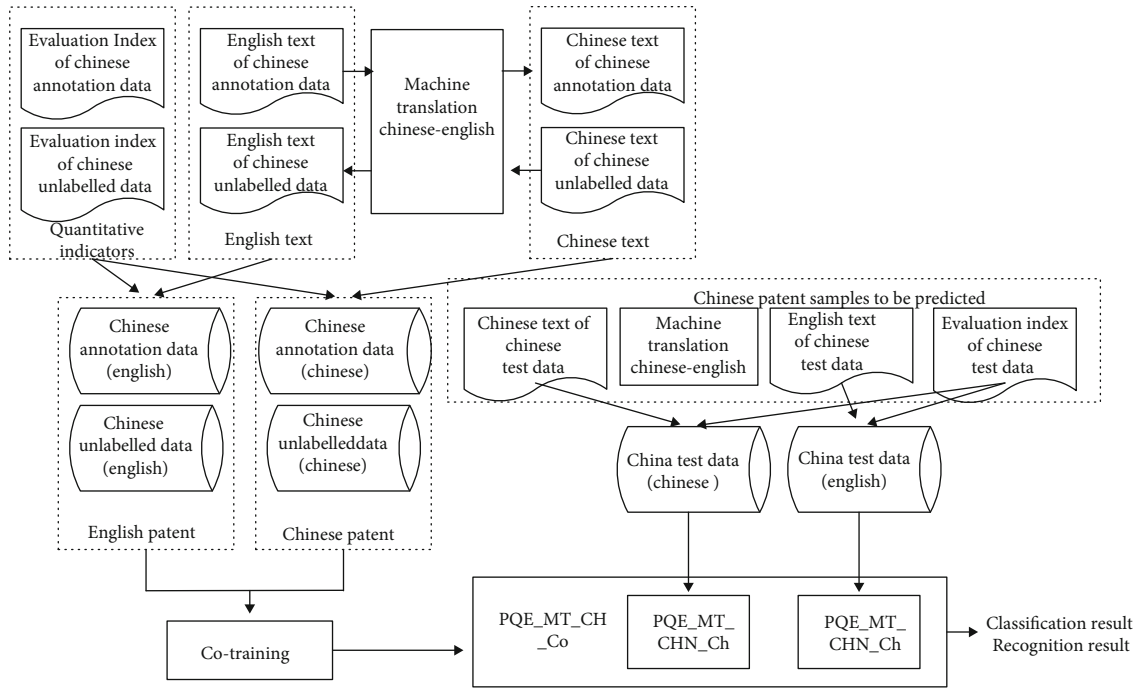 Evaluation Index
of chinese
annotation data
Evaluation index
of chinese
unlabelled data)
Quantitative
indicators
English text
of chinese
annotation data)
English text
of chinese
unlabelled data)
English text
Machine
translation
chinese-english
Chinese text
of chinese
annotation data)
Chinese text
of chinese
unlabelled data)
Chinese text
Chinese
annotation data)
(english)
Chinese
unlabelled data)
(english)
English patent
Chinese
annotation data)
(chinese)
Chinese
unlabelleddata)
(chinese)
Chinese patent
Chinese patent samples to be predicted
Chinese text of
chinese
test data)
Machine
translation
chinese-english
English text
of chinese
test data)
Evaluation index
of chinese
test data)
China test data)
(chinese )
China test data)
(english)
Co-training
PQE_MT_CH
_Co
PQE_MT_
CHN_Ch
PQE_MT_
CHN_Ch
Classification result
Recognition result